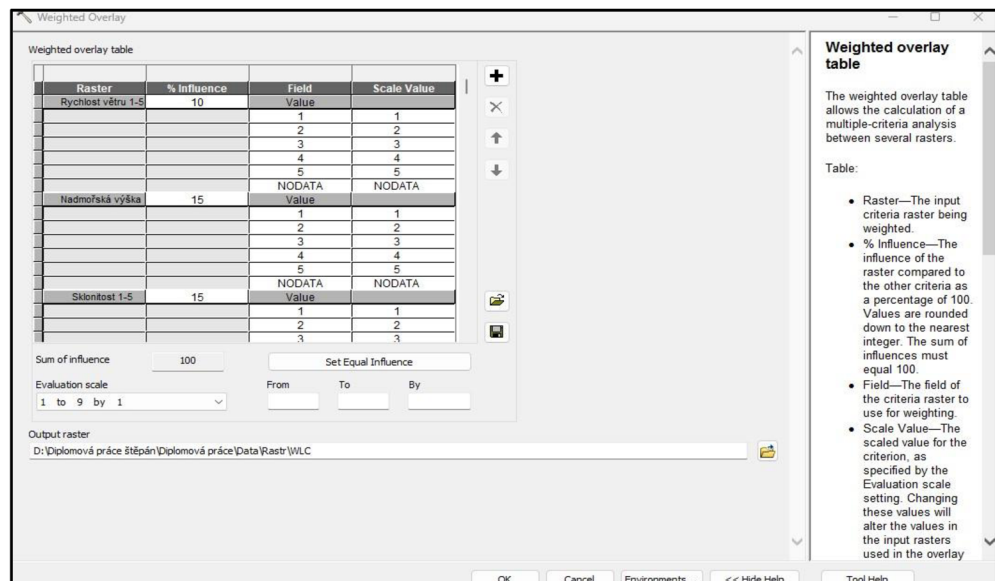 Weighted Overlay
Weighted overlay table
Raster % Influence Field Scale Value
Rychlost větru 1-5 10 Value
1 1
2 2
3 3
4 4
5 5
NODATA NODATA
Nadmořská výška 15 Value
1 1
2 2
3 3
4 4
5 5
NODATA NODATA
Sklonitost 1-5 15 Value
1 1
2 2
3 3
Sum of influence 100 Set Equal Influence
Evaluation scale From To By
1 to 9 by 1
Output raster
D:\Diplomová práce štěpán\Diplomová práce\Data\Rastr\WLC
OK Cancel Environments... << Hide Help Tool Help
Weighted overlay
table
The weighted overlay table
allows the calculation of a
multiple-criteria analysis
between several rasters.
Table:
• Raster—The input
criteria raster being
weighted.
• % Influence—The
influence of the
raster compared to
the other criteria as
a percentage of 100.
Values are rounded
down to the nearest
integer. The sum of
influences must
equal 100.
• Field—The field of
the criteria raster to
use for weighting.
• Scale Value—The
scaled value for the
criterion, as
specified by the
Evaluation scale
setting. Changing
these values will
alter the values in
the input rasters
used in the overlay